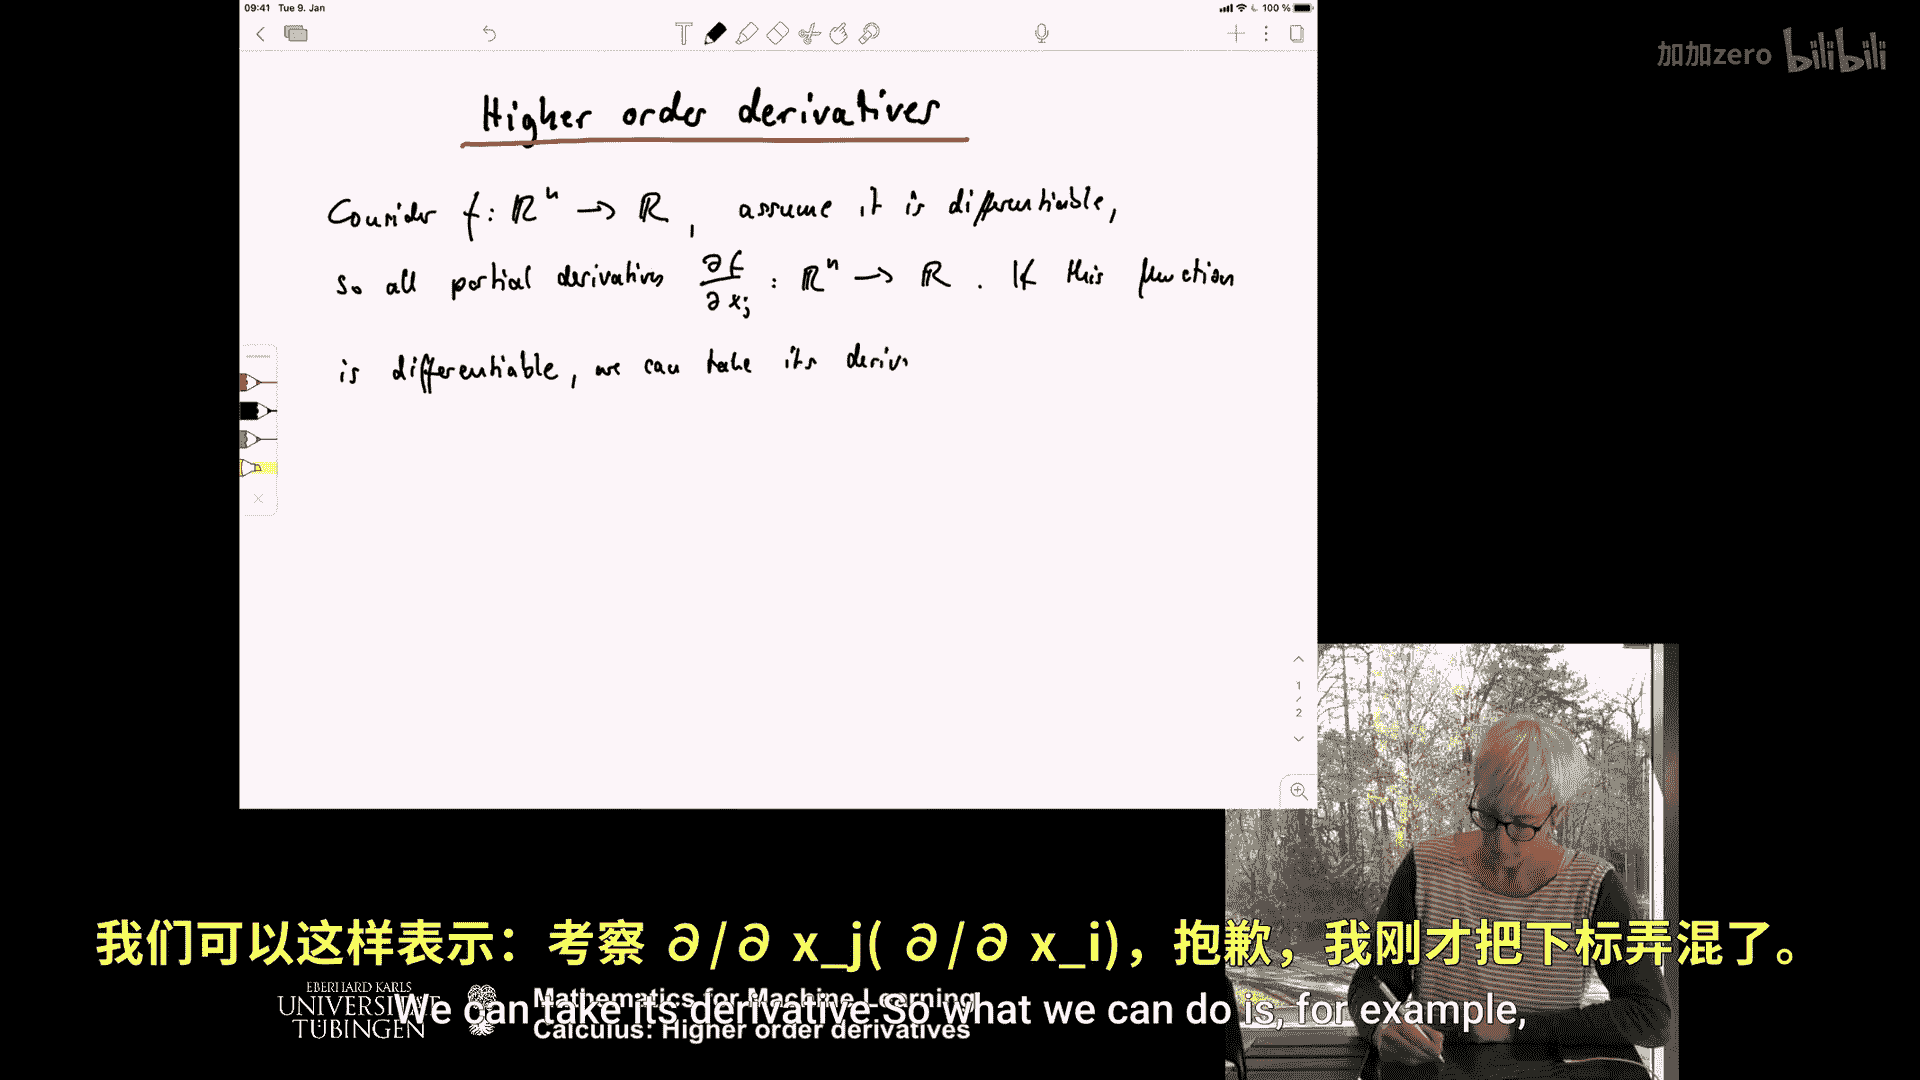 09:41 Tue 9. Jan
100 %
加加zero bilibili
Higher order derivatives
Consider f: ℝⁿ → ℝ, assume it is differentiable,
so all partial derivatives ∂f/∂xⱼ : ℝⁿ → ℝ. If this function
is differentiable, we can take its deriv
1
2
我们可以这样表示：考察 ∂/∂ x_j( ∂/∂ x_i)，抱歉，我刚才把下标弄混了。
EBERHARD KARLS
UNIVERSITÄT
TÜBINGEN
Mathematics for Machine Learning
Calculus: Higher order derivatives
We can take its derivative.So what we can do is, for example,